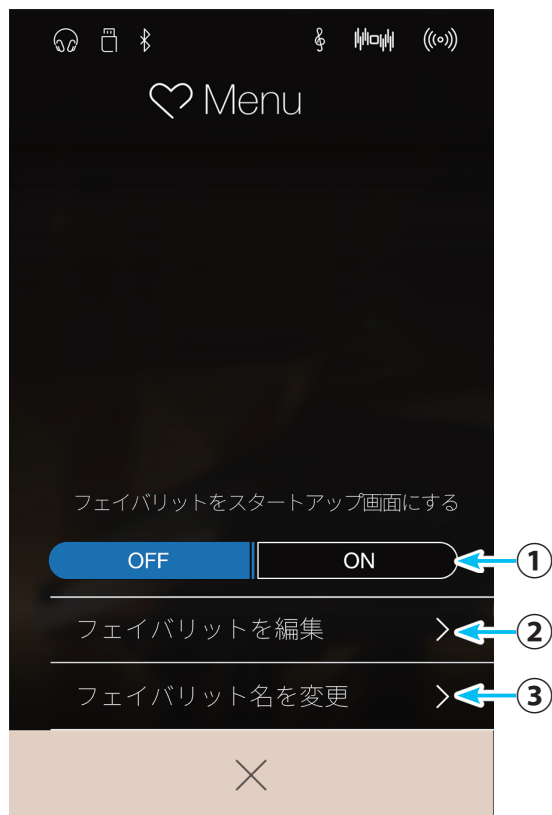 Menu
フェイバリットをスタートアップ画面にする
OFF ON ①
フェイバリットを編集 ②
フェイバリット名を変更 ③